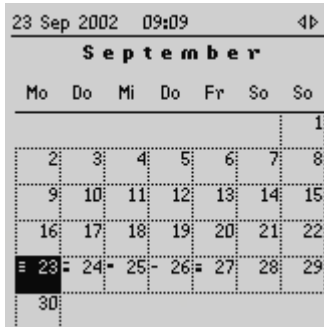 23 Sep 2002 09:09
September
Mo Do Mi Do Fr So So
1
2 3 4 5 6 7 8
9 10 11 12 13 14 15
16 17 18 19 20 21 22
23 24 25 26 27 28 29
30